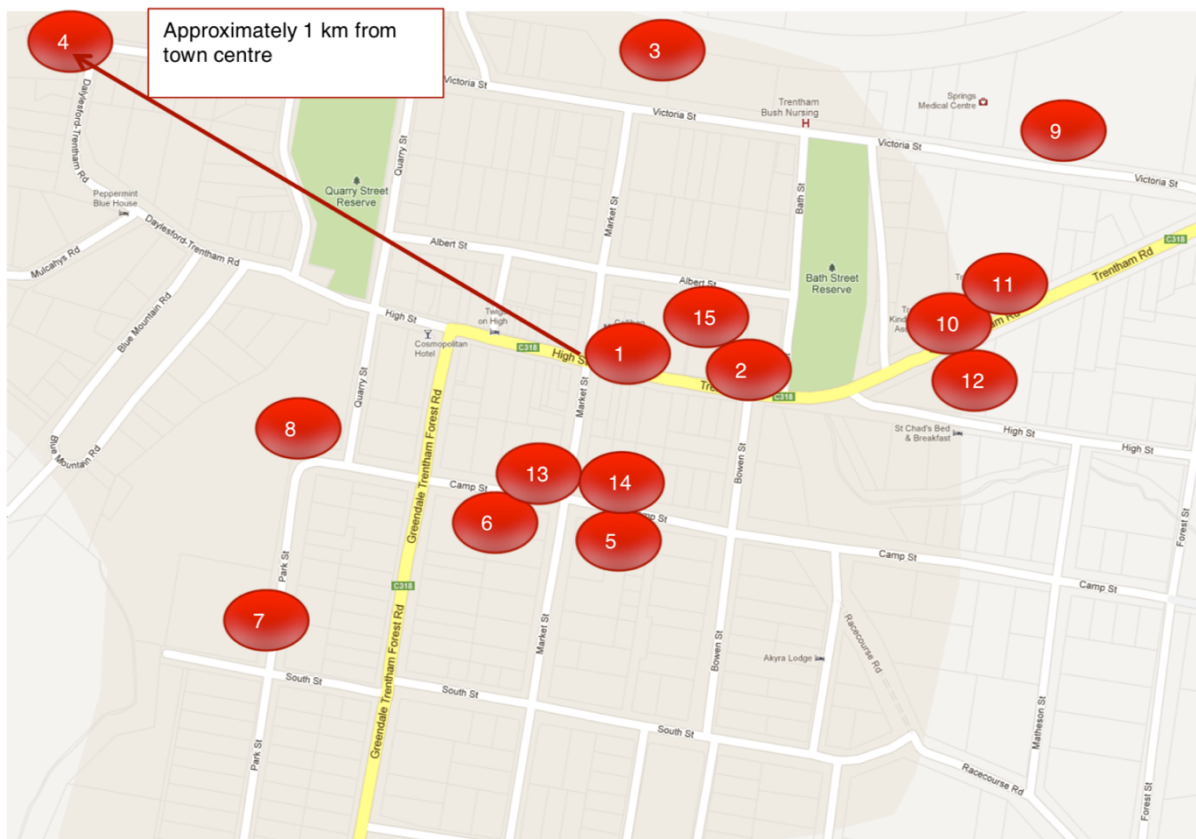 4
Approximately 1 km from
town centre
3
Victoria St
Victoria St
Trentham
Bush Nursing
H
Springs
Medical Centre
9
Victoria St
Victoria St
Daylesford-Trentham Rd
Quarry St
Quarry Street
Reserve
Peppermint
Blue House
Daylesford-Trentham Rd
Mulcahys Rd
Market St
Bath St
Albert St
Albert St
Bath Street
Reserve
C318
Trentham Rd
11
10
Blue Mountain Rd
High St
on High
Cosmopolitan
Hotel
C318
High St
1
15
2
C318
12
Quarry St
Market St
8
Blue Mountain Rd
Greendale Trentham Forest Rd
St Chad's Bed
& Breakfast
High St
High St
Bowen St
13
14
Camp St
6
5
Camp St
Forest St
Park St
C318
Camp St
7
Market St
Bowen St
Racecourse Rd
Greendale Trentham Forest Rd
Akyra Lodge
South St
South St
South St
Matheson St
Park St
Racecourse Rd
Forest St